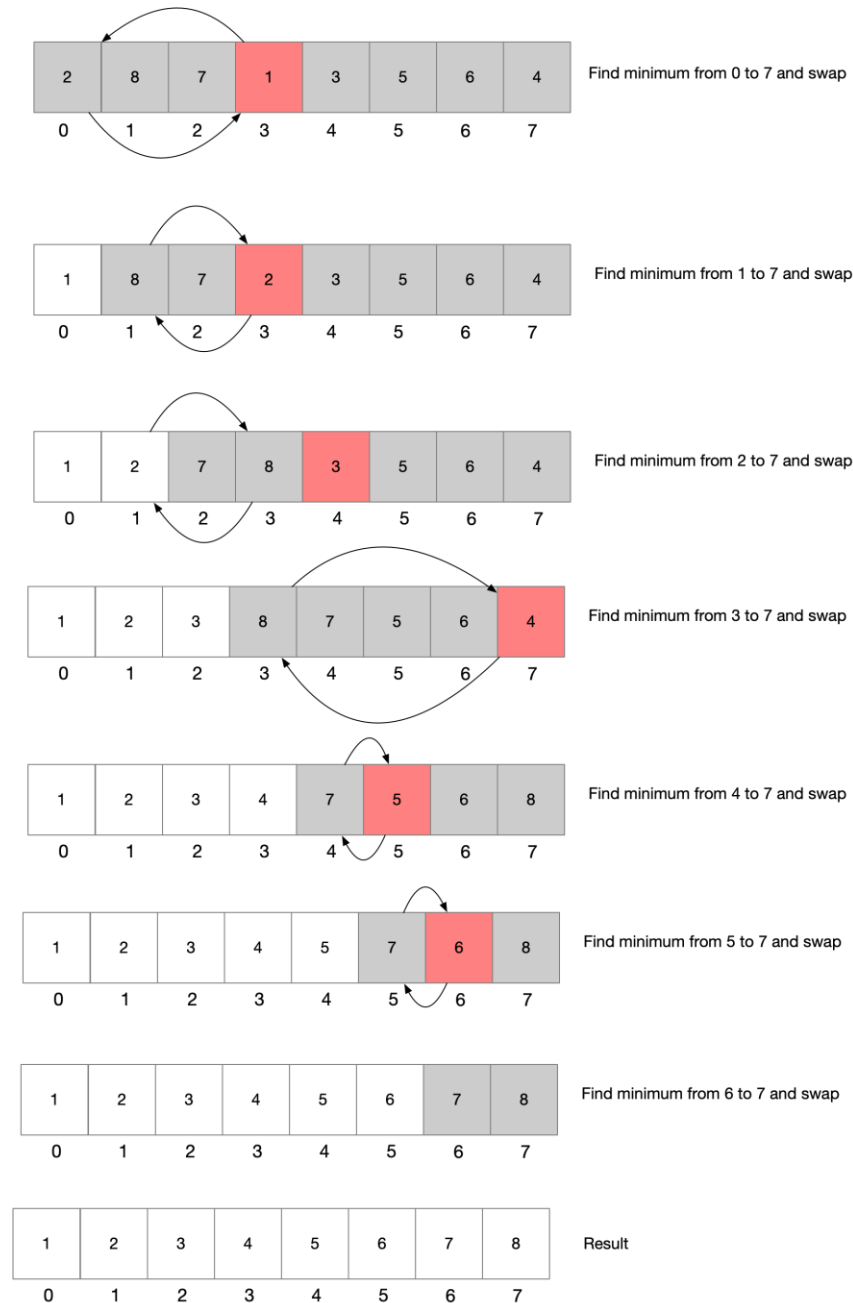 2 8 7 1 3 5 6 4 Find minimum from 0 to 7 and swap
0 1 2 3 4 5 6 7
1 8 7 2 3 5 6 4 Find minimum from 1 to 7 and swap
0 1 2 3 4 5 6 7
1 2 7 8 3 5 6 4 Find minimum from 2 to 7 and swap
0 1 2 3 4 5 6 7
1 2 3 8 7 5 6 4 Find minimum from 3 to 7 and swap
0 1 2 3 4 5 6 7
1 2 3 4 7 5 6 8 Find minimum from 4 to 7 and swap
0 1 2 3 4 5 6 7
1 2 3 4 5 7 6 8 Find minimum from 5 to 7 and swap
0 1 2 3 4 5 6 7
1 2 3 4 5 6 7 8 Find minimum from 6 to 7 and swap
0 1 2 3 4 5 6 7
1 2 3 4 5 6 7 8 Result
0 1 2 3 4 5 6 7